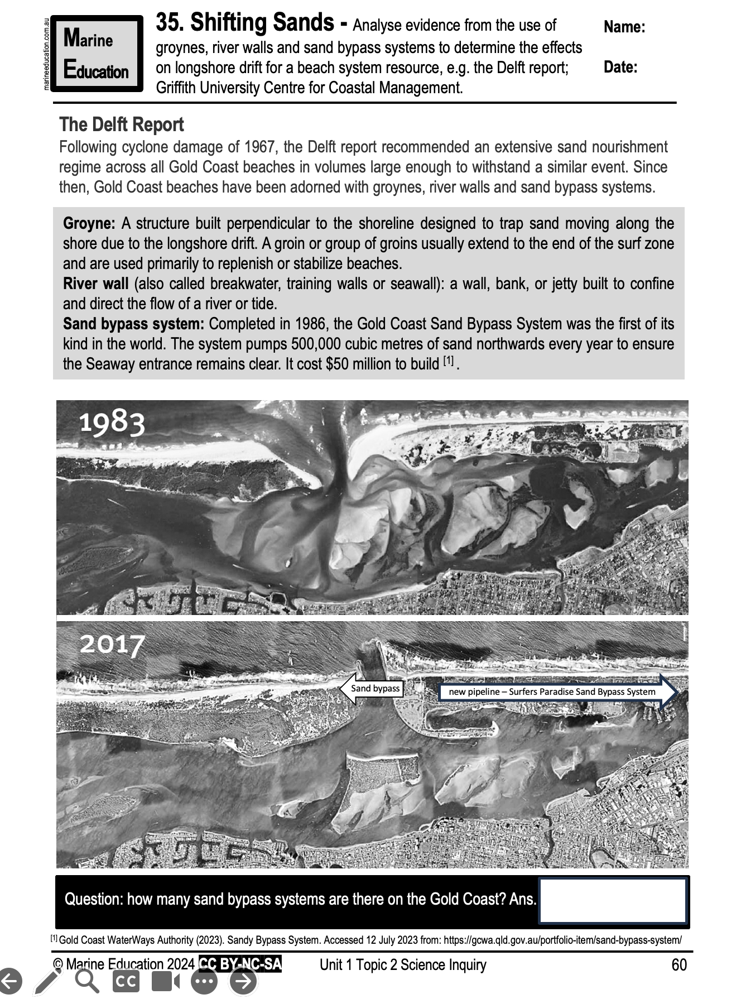 marineeducation.com.au
Marine
Education
35. Shifting Sands - Analyse evidence from the use of
groynes, river walls and sand bypass systems to determine the effects
on longshore drift for a beach system resource, e.g. the Delft report;
Griffith University Centre for Coastal Management.
Name:
Date:
The Delft Report
Following cyclone damage of 1967, the Delft report recommended an extensive sand nourishment
regime across all Gold Coast beaches in volumes large enough to withstand a similar event. Since
then, Gold Coast beaches have been adorned with groynes, river walls and sand bypass systems.
Groyne: A structure built perpendicular to the shoreline designed to trap sand moving along the
shore due to the longshore drift. A groin or group of groins usually extend to the end of the surf zone
and are used primarily to replenish or stabilize beaches.
River wall (also called breakwater, training walls or seawall): a wall, bank, or jetty built to confine
and direct the flow of a river or tide.
Sand bypass system: Completed in 1986, the Gold Coast Sand Bypass System was the first of its
kind in the world. The system pumps 500,000 cubic metres of sand northwards every year to ensure
the Seaway entrance remains clear. It cost $50 million to build [1] .
1983
2017
Sand bypass
new pipeline – Surfers Paradise Sand Bypass System
Question: how many sand bypass systems are there on the Gold Coast? Ans.
[1] Gold Coast WaterWays Authority (2023). Sandy Bypass System. Accessed 12 July 2023 from: https://gcwa.qld.gov.au/portfolio-item/sand-bypass-system/
© Marine Education 2024 CC BY-NC-SA
Unit 1 Topic 2 Science Inquiry
60
CC